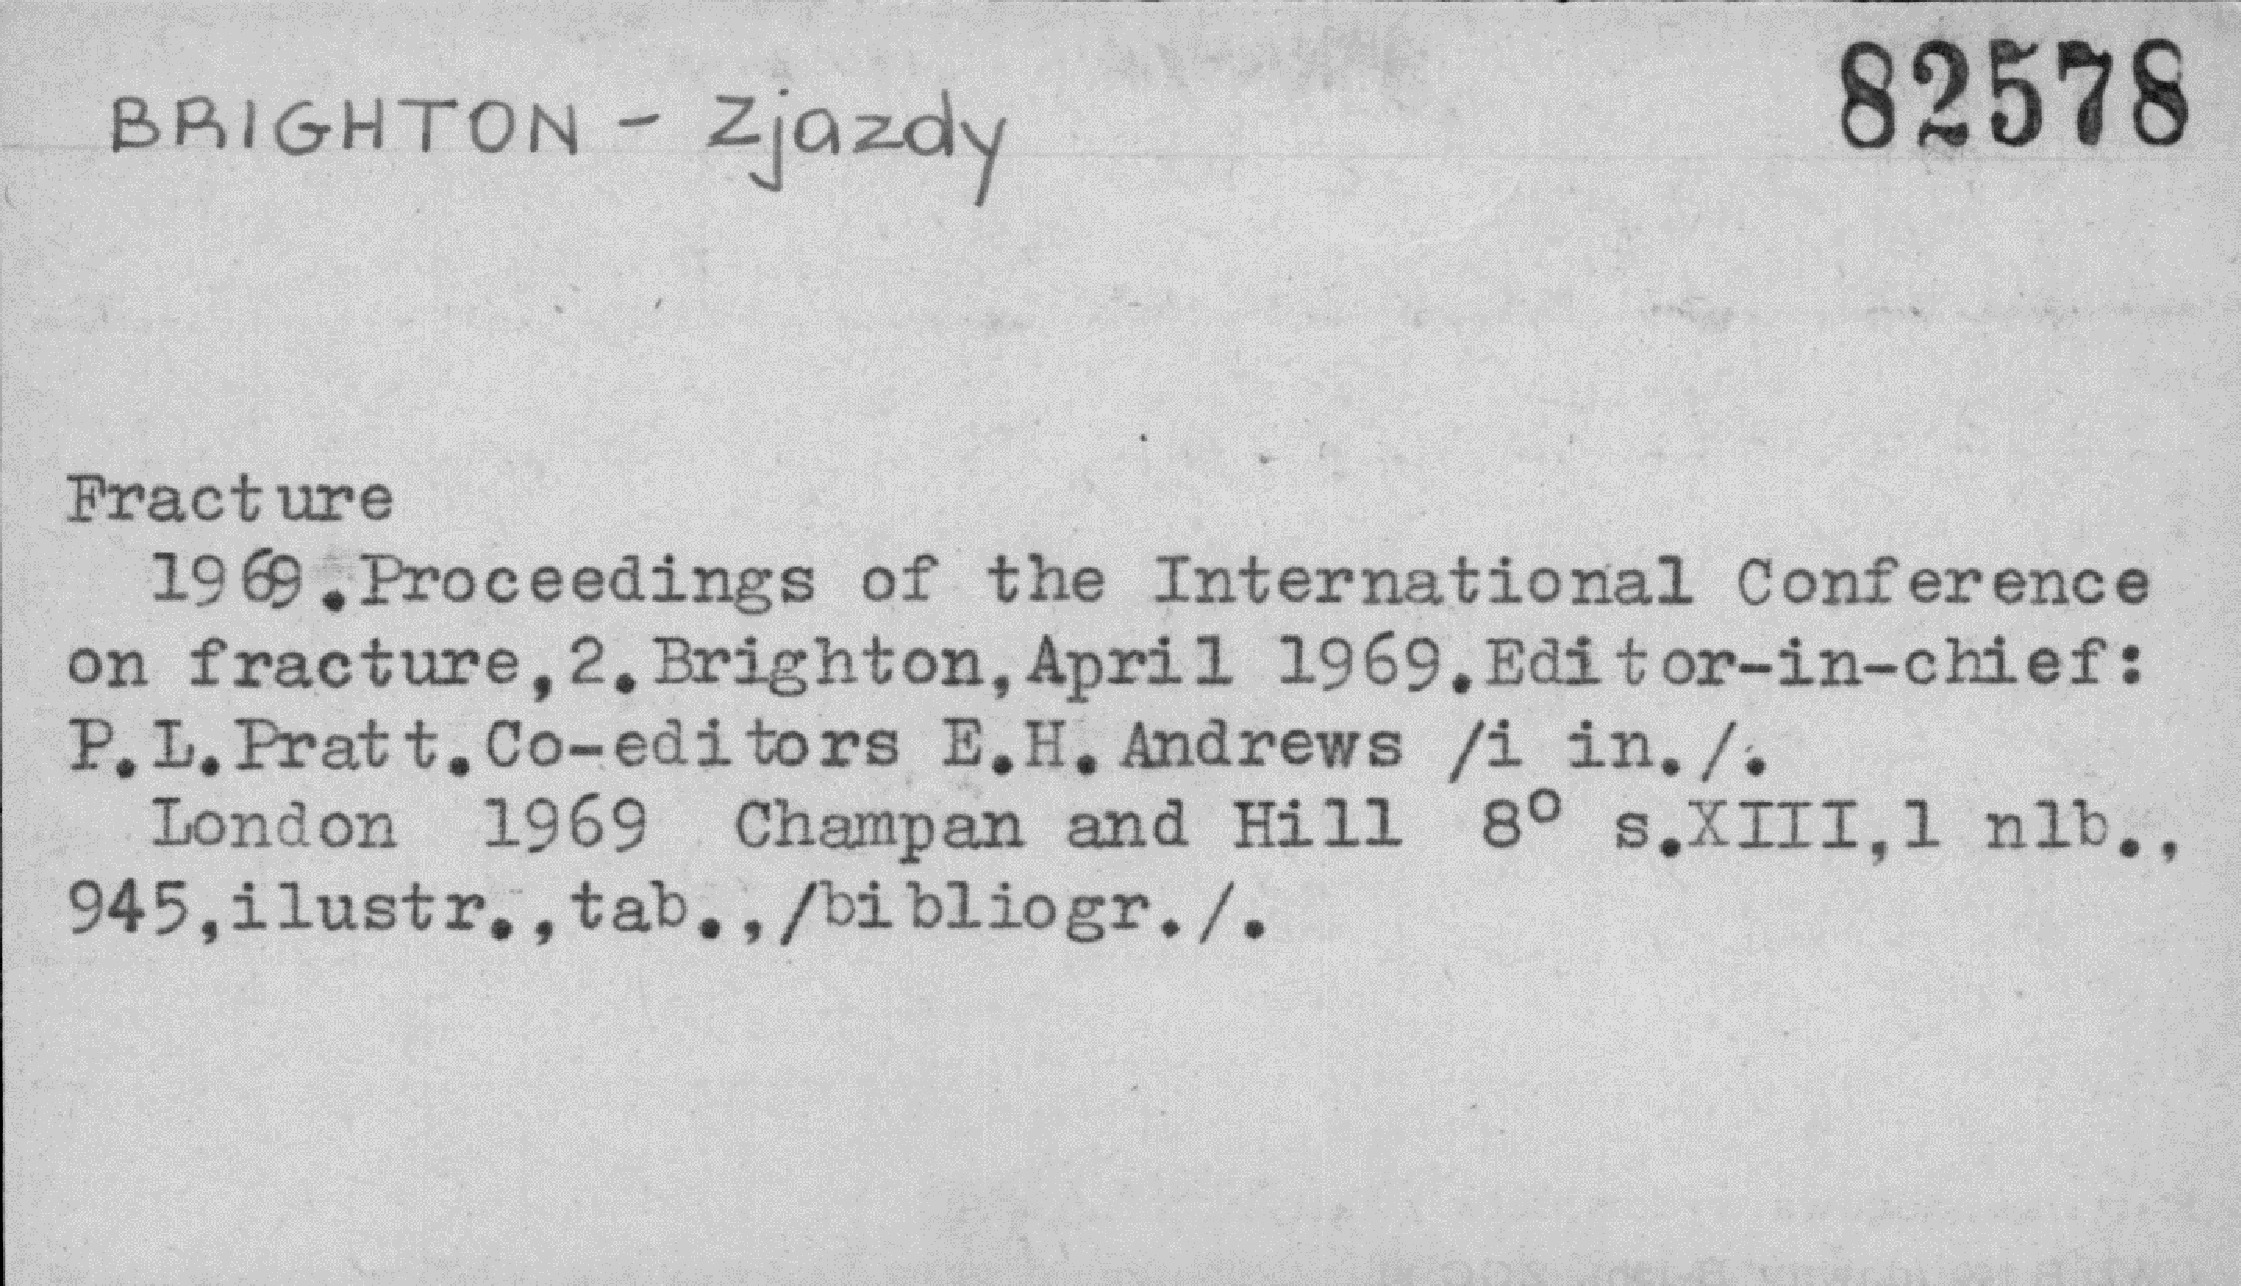 BRIGHTON - Zjazdy
82578
Fracture
1969.Proceedings of the International Conference
on fracture,2.Brighton,April 1969.Editor-in-chief:
P.L.Pratt.Co-editors E.H.Andrews /i in./.
London 1969 Champan and Hill 8° s.XIII,1 nlb.,
945,ilustr.,tab.,/bibliogr./.